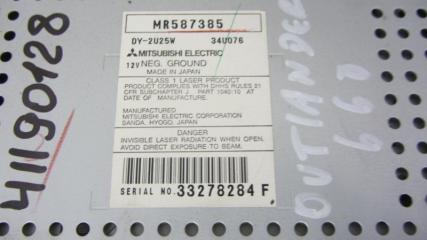 MR587385
DY-2U25W 34U076
MITSUBISHI ELECTRIC
12V NEG. GROUND
MADE IN JAPAN
CLASS 1 LASER PRODUCT
PRODUCT COMPLIES WITH DHHS RULES 21
CFR SUBCHAPTER J PART 1040/10 AT
DATE OF MANUFACTURE.
MANUFACTURED
MITSUBISHI ELECTRIC CORPORATION
SANDA, HYOGO, JAPAN
DANGER
INVISIBLE LASER RADIATION WHEN OPEN.
AVOID DIRECT EXPOSURE TO BEAM.
SERIAL NO. 33278284 F
41190128
OUTLANDER